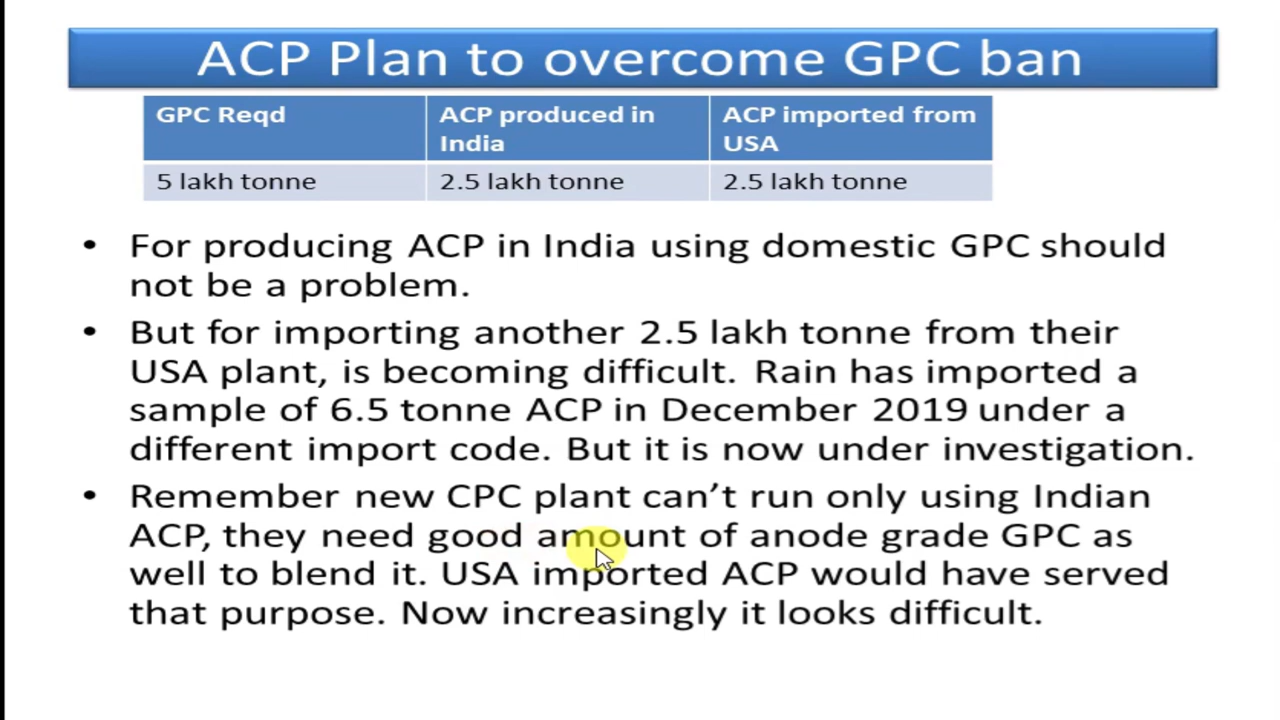 ACP Plan to overcome GPC ban
GPC Reqd
ACP produced in
India
ACP imported from
USA
5 lakh tonne
2.5 lakh tonne
2.5 lakh tonne
• For producing ACP in India using domestic GPC should
not be a problem.
• But for importing another 2.5 lakh tonne from their
USA plant, is becoming difficult. Rain has imported a
sample of 6.5 tonne ACP in December 2019 under a
different import code. But it is now under investigation.
• Remember new CPC plant can’t run only using Indian
ACP, they need good amount of anode grade GPC as
well to blend it. USA imported ACP would have served
that purpose. Now increasingly it looks difficult.